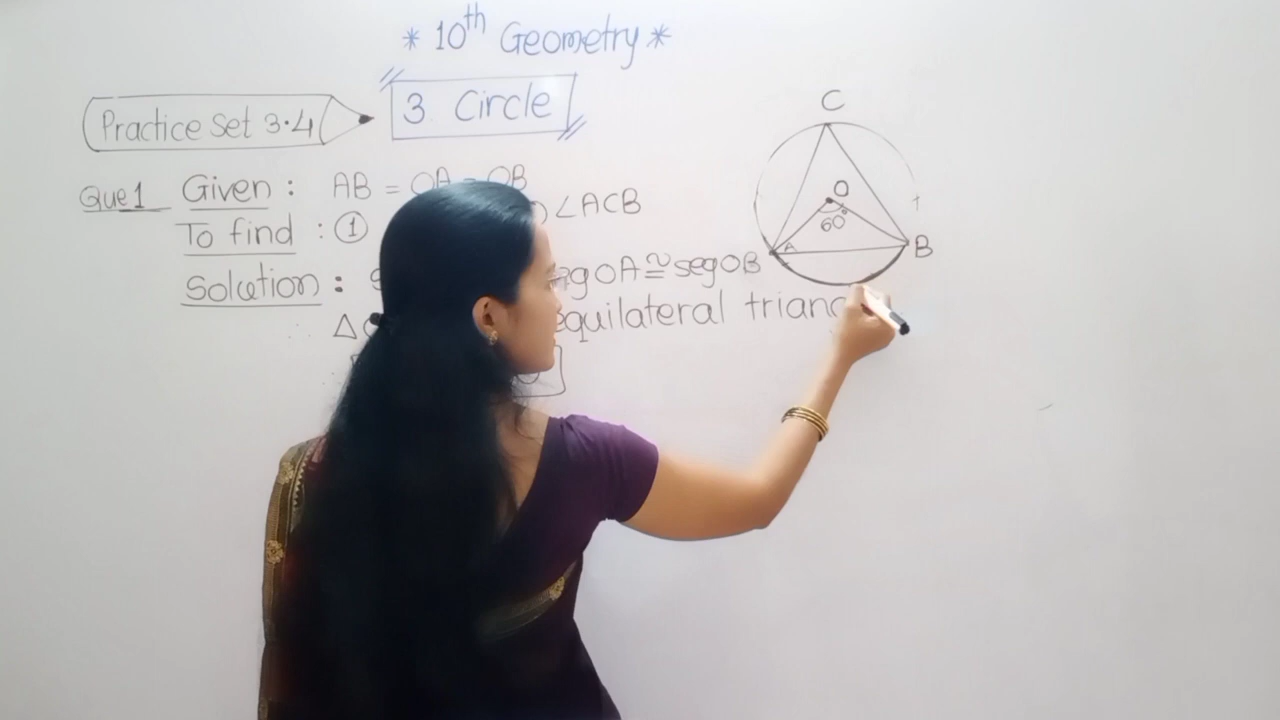 * 10th Geometry *
3 Circle
Practice Set 3.4
Que 1 Given : AB = OA = OB
To find : ① ∠ACB
Solution : seg OA ≅ seg OB
equilateral
C
O
60°
A
B